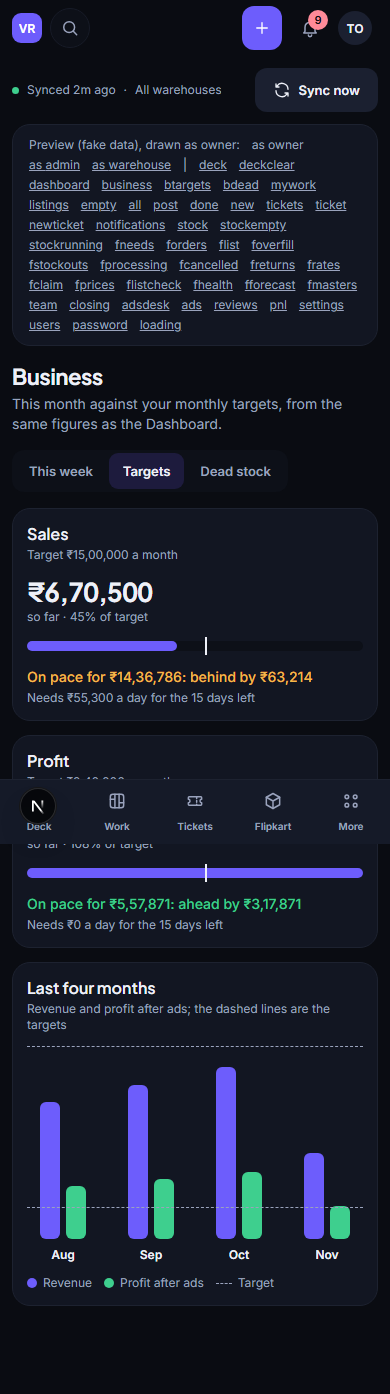 VR
+
9
TO
Synced 2m ago · All warehouses
Sync now
Preview (fake data), drawn as owner: as owner
as admin as warehouse | deck deckclear
dashboard business btargets bdead mywork
listings empty all post done new tickets ticket
newticket notifications stock stockempty
stockrunning fneeds forders flist foverfill
fstockouts fprocessing fcancelled freturns frates
fclaim fprices flistcheck fhealth fforecast fmasters
team closing adsdesk ads reviews pnl settings
users password loading
Business
This month against your monthly targets, from the
same figures as the Dashboard.
This week Targets Dead stock
Sales
Target ₹15,00,000 a month
₹6,70,500
so far · 45% of target
On pace for ₹14,36,786: behind by ₹63,214
Needs ₹55,300 a day for the 15 days left
Profit
N
Deck Work Tickets Flipkart More
so far · 108% of target
On pace for ₹5,57,871: ahead by ₹3,17,871
Needs ₹0 a day for the 15 days left
Last four months
Revenue and profit after ads; the dashed lines are the
targets
Aug Sep Oct Nov
Revenue Profit after ads Target